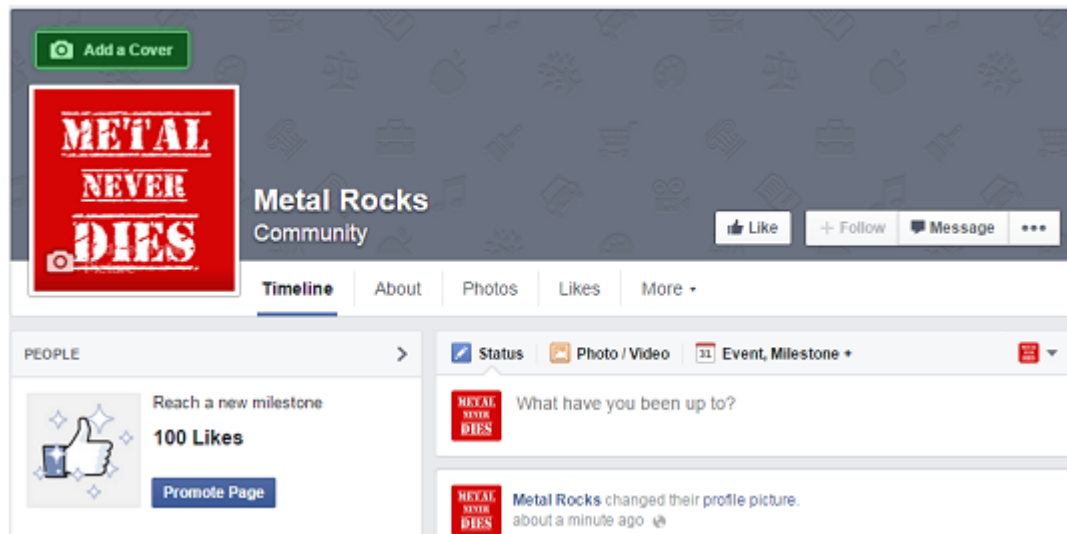 Add a Cover
METAL
NEVER
DIES
Picture
Metal Rocks
Community
Like
+ Follow
Message
Timeline
About
Photos
Likes
More
PEOPLE
Reach a new milestone
100 Likes
Promote Page
Status
Photo / Video
31
Event, Milestone +
METAL
NEVER
DIES
What have you been up to?
METAL
NEVER
DIES
Metal Rocks changed their profile picture.
about a minute ago